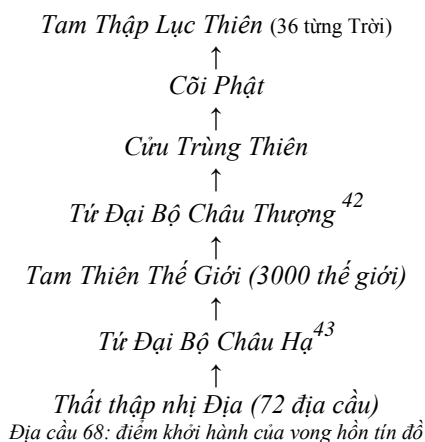 Tam Thập Lục Thiên (36 từng Trời)
↑
Cõi Phật
↑
Cửu Trùng Thiên
↑
Tứ Đại Bộ Châu Thượng 42
↑
Tam Thiên Thế Giới (3000 thế giới)
↑
Tứ Đại Bộ Châu Hạ43
↑
Thất thập nhị Địa (72 địa cầu)
Địa cầu 68: điểm khởi hành của vong hồn tín đồ